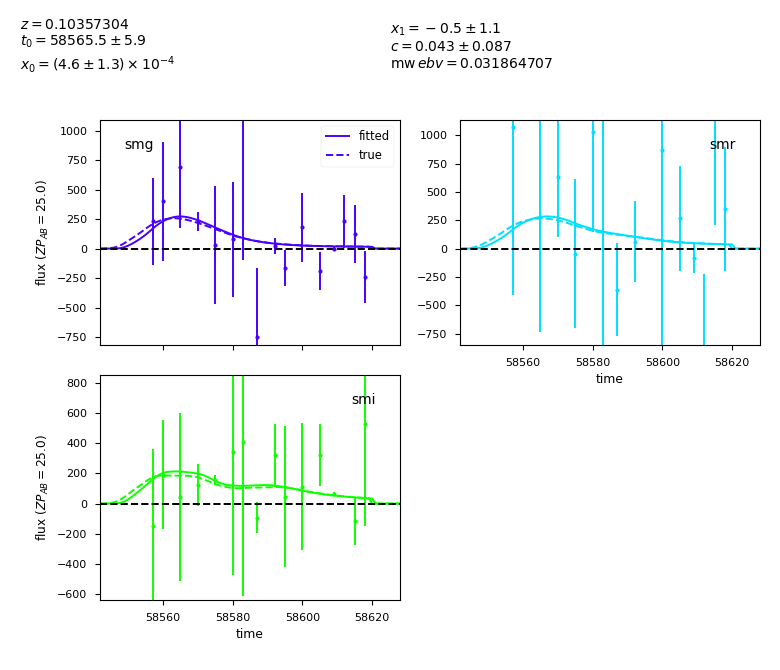 z = 0.10357304
t₀ = 58565.5 ± 5.9
x₀ = (4.6 ± 1.3) × 10⁻⁴
x₁ = −0.5 ± 1.1
c = 0.043 ± 0.087
mw ebv = 0.031864707
smg
fitted
true
1000
750
500
250
0
−250
−500
−750
flux (ZP_AB = 25.0)
smr
1000
750
500
250
0
−250
−500
−750
58560 58580 58600 58620
time
smi
800
600
400
200
0
−200
−400
−600
flux (ZP_AB = 25.0)
58560 58580 58600 58620
time